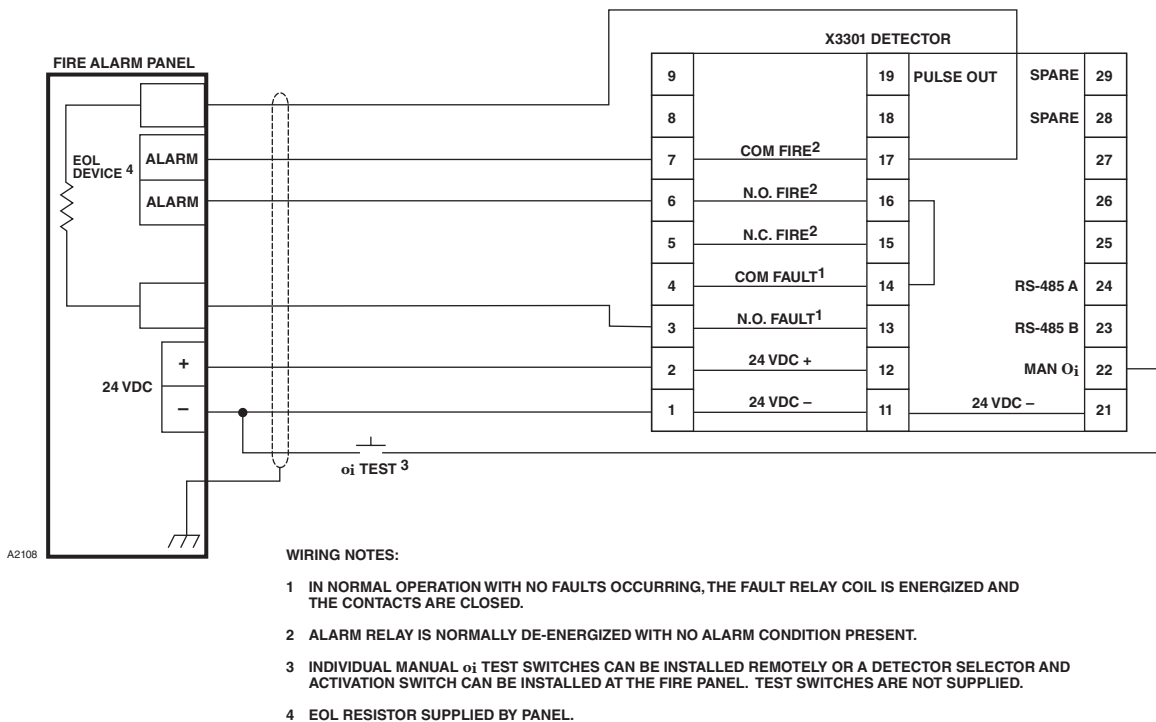 X3301 DETECTOR
FIRE ALARM PANEL
9 19 PULSE OUT SPARE 29
8 18 SPARE 28
EOL
DEVICE 4
ALARM
7 COM FIRE2 17 27
ALARM
6 N.O. FIRE2 16 26
5 N.C. FIRE2 15 25
4 COM FAULT1 14 RS-485 A 24
3 N.O. FAULT1 13 RS-485 B 23
24 VDC
+
2 24 VDC + 12 MAN Oi 22
–
1 24 VDC – 11 24 VDC – 21
oi TEST 3
A2108
WIRING NOTES:
1 IN NORMAL OPERATION WITH NO FAULTS OCCURRING, THE FAULT RELAY COIL IS ENERGIZED AND
THE CONTACTS ARE CLOSED.
2 ALARM RELAY IS NORMALLY DE-ENERGIZED WITH NO ALARM CONDITION PRESENT.
3 INDIVIDUAL MANUAL oi TEST SWITCHES CAN BE INSTALLED REMOTELY OR A DETECTOR SELECTOR AND
ACTIVATION SWITCH CAN BE INSTALLED AT THE FIRE PANEL. TEST SWITCHES ARE NOT SUPPLIED.
4 EOL RESISTOR SUPPLIED BY PANEL.